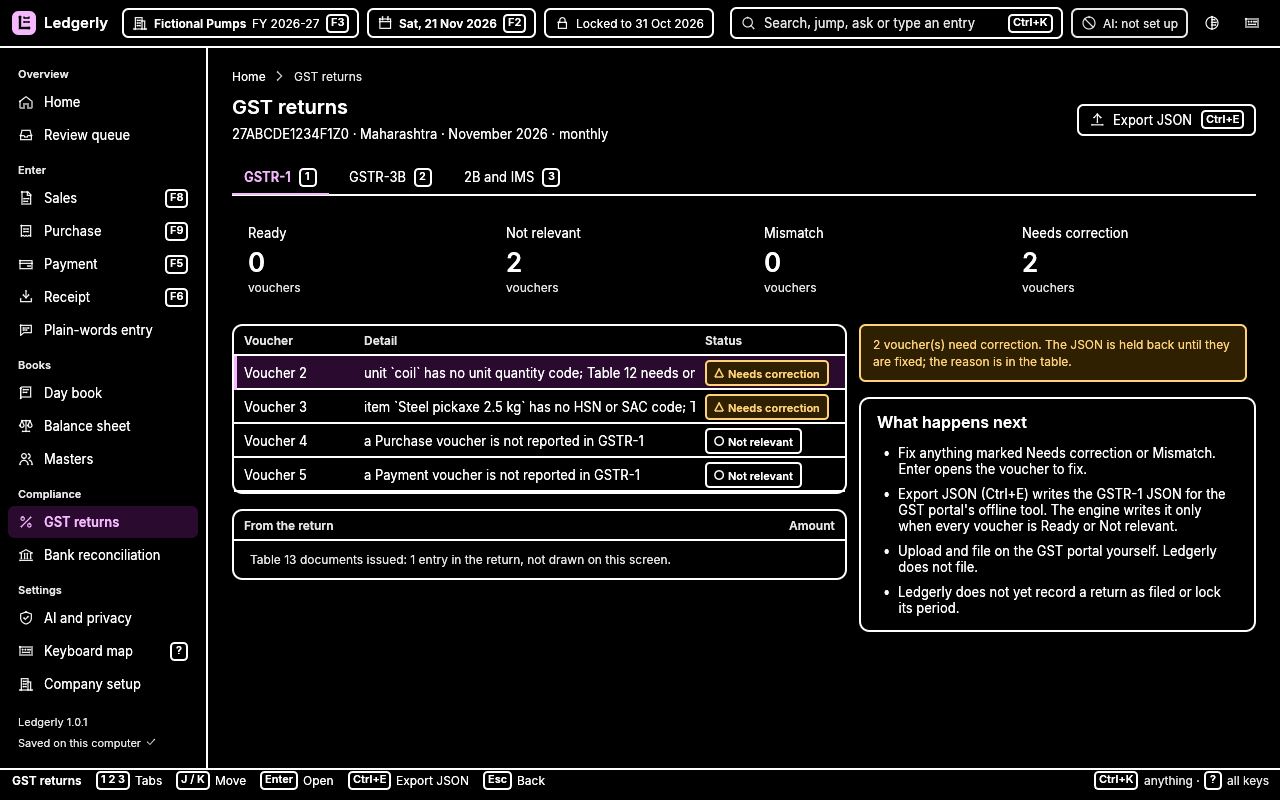 Ledgerly
Fictional Pumps FY 2026-27 F3
Sat, 21 Nov 2026 F2
Locked to 31 Oct 2026
Search, jump, ask or type an entry Ctrl+K
AI: not set up
Overview
Home
Review queue
Enter
Sales F8
Purchase F9
Payment F5
Receipt F6
Plain-words entry
Books
Day book
Balance sheet
Masters
Compliance
GST returns
Bank reconciliation
Settings
AI and privacy
Keyboard map ?
Company setup
Ledgerly 1.0.1
Saved on this computer
Home GST returns
GST returns
27ABCDE1234F1Z0 · Maharashtra · November 2026 · monthly
Export JSON Ctrl+E
GSTR-1 1 GSTR-3B 2 2B and IMS 3
Ready Not relevant Mismatch Needs correction
0 2 0 2
vouchers vouchers vouchers vouchers
Voucher Detail Status
Voucher 2 unit `coil` has no unit quantity code; Table 12 needs or Needs correction
Voucher 3 item `Steel pickaxe 2.5 kg` has no HSN or SAC code; T Needs correction
Voucher 4 a Purchase voucher is not reported in GSTR-1 Not relevant
Voucher 5 a Payment voucher is not reported in GSTR-1 Not relevant
From the return Amount
Table 13 documents issued: 1 entry in the return, not drawn on this screen.
2 voucher(s) need correction. The JSON is held back until they
are fixed; the reason is in the table.
What happens next
• Fix anything marked Needs correction or Mismatch.
Enter opens the voucher to fix.
• Export JSON (Ctrl+E) writes the GSTR-1 JSON for the
GST portal's offline tool. The engine writes it only
when every voucher is Ready or Not relevant.
• Upload and file on the GST portal yourself. Ledgerly
does not file.
• Ledgerly does not yet record a return as filed or lock
its period.
GST returns 1 2 3 Tabs J / K Move Enter Open Ctrl+E Export JSON Esc Back
Ctrl+K anything · ? all keys